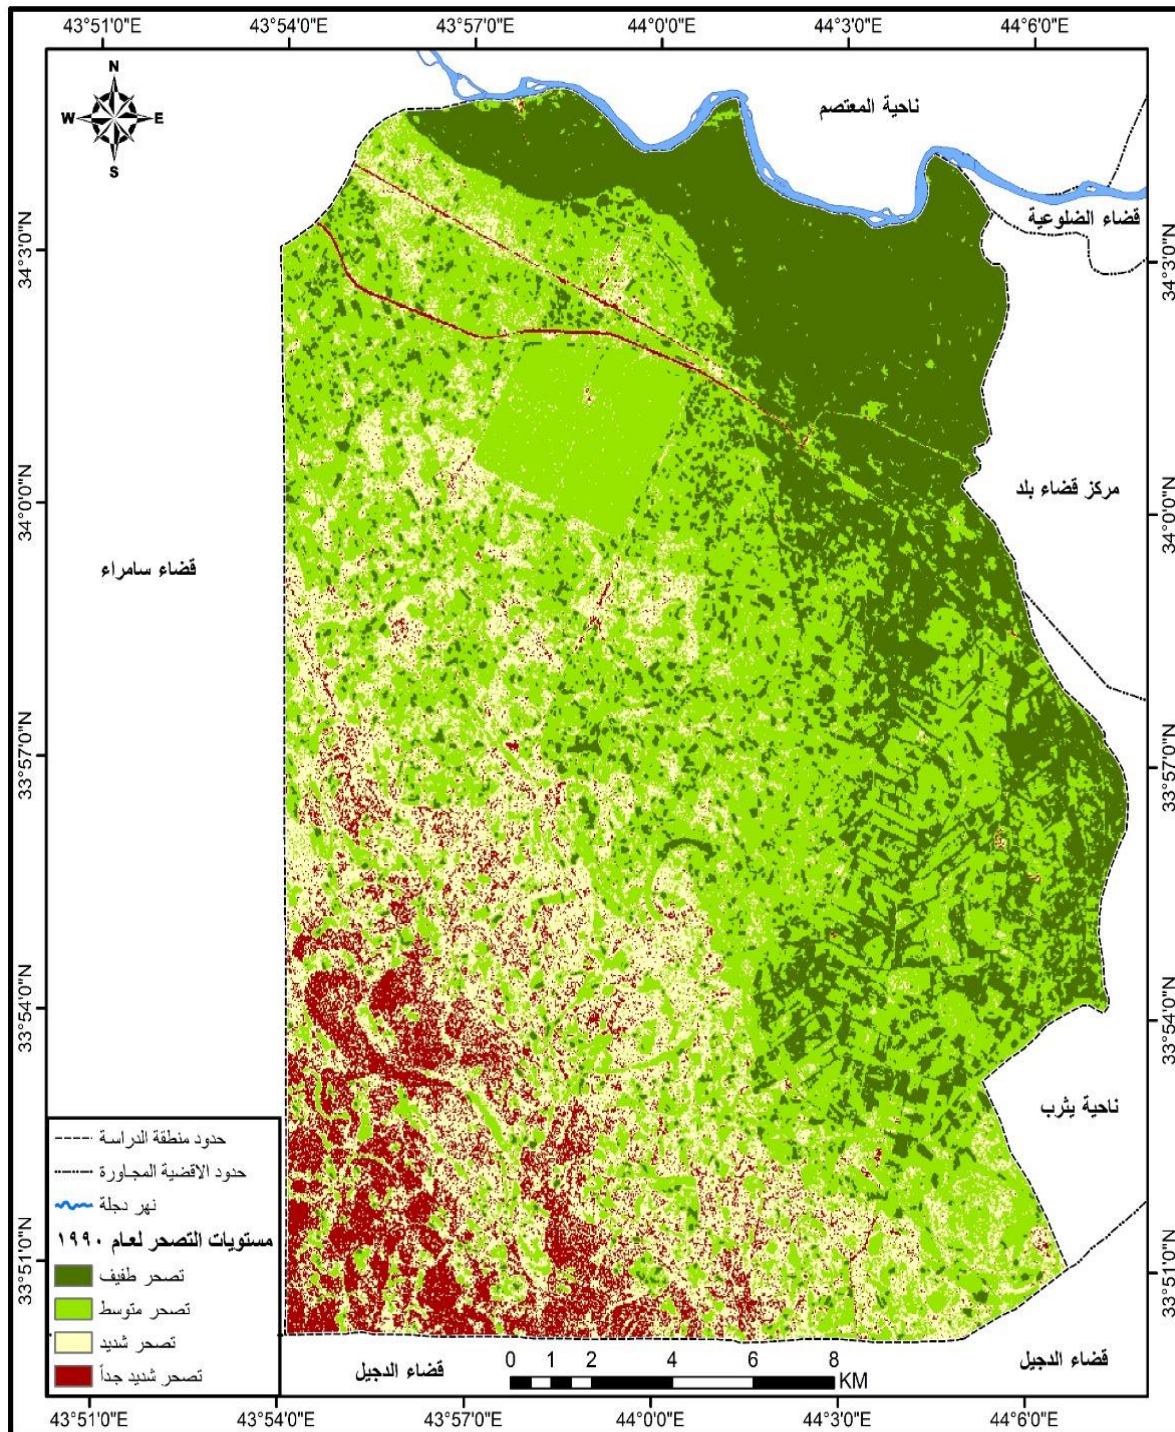 43°51'0"E 43°54'0"E 43°57'0"E 44°0'0"E 44°3'0"E 44°6'0"E
N
W E
S
ناحية المعتصم
قضاء الضلوعية
34°3'0"N 34°3'0"N
مركز قضاء بلد
34°0'0"N 34°0'0"N
قضاء سامراء
33°57'0"N 33°57'0"N
33°54'0"N 33°54'0"N
ناحية يثرب
حدود منطقة الدراسة
حدود الاقضية المجاورة
نهر دجلة
مستويات التصحر لعام ١٩٩٠
33°51'0"N 33°51'0"N
تصحر طفيف
تصحر متوسط
تصحر شديد
تصحر شديد جداً
قضاء الدجيل
0 1 2 4 6 8
KM
قضاء الدجيل
43°51'0"E 43°54'0"E 43°57'0"E 44°0'0"E 44°3'0"E 44°6'0"E